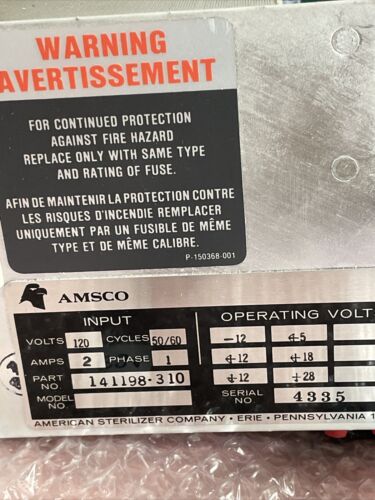 WARNING
AVERTISSEMENT
FOR CONTINUED PROTECTION
AGAINST FIRE HAZARD
REPLACE ONLY WITH SAME TYPE
AND RATING OF FUSE.
AFIN DE MAINTENIR LA PROTECTION CONTRE
LES RISQUES D'INCENDIE REMPLACER
UNIQUEMENT PAR UN FUSIBLE DE MÊME
TYPE ET DE MÊME CALIBRE.
P-150368-001
AMSCO
INPUT OPERATING VOLT
VOLTS 120 CYCLES 50/60 -12 +5
AMPS 2 PHASE 1 +12 +18
PART NO. 141198-310 +12 +28
MODEL NO. SERIAL NO. 4335
AMERICAN STERILIZER COMPANY • ERIE • PENNSYLVANIA 1